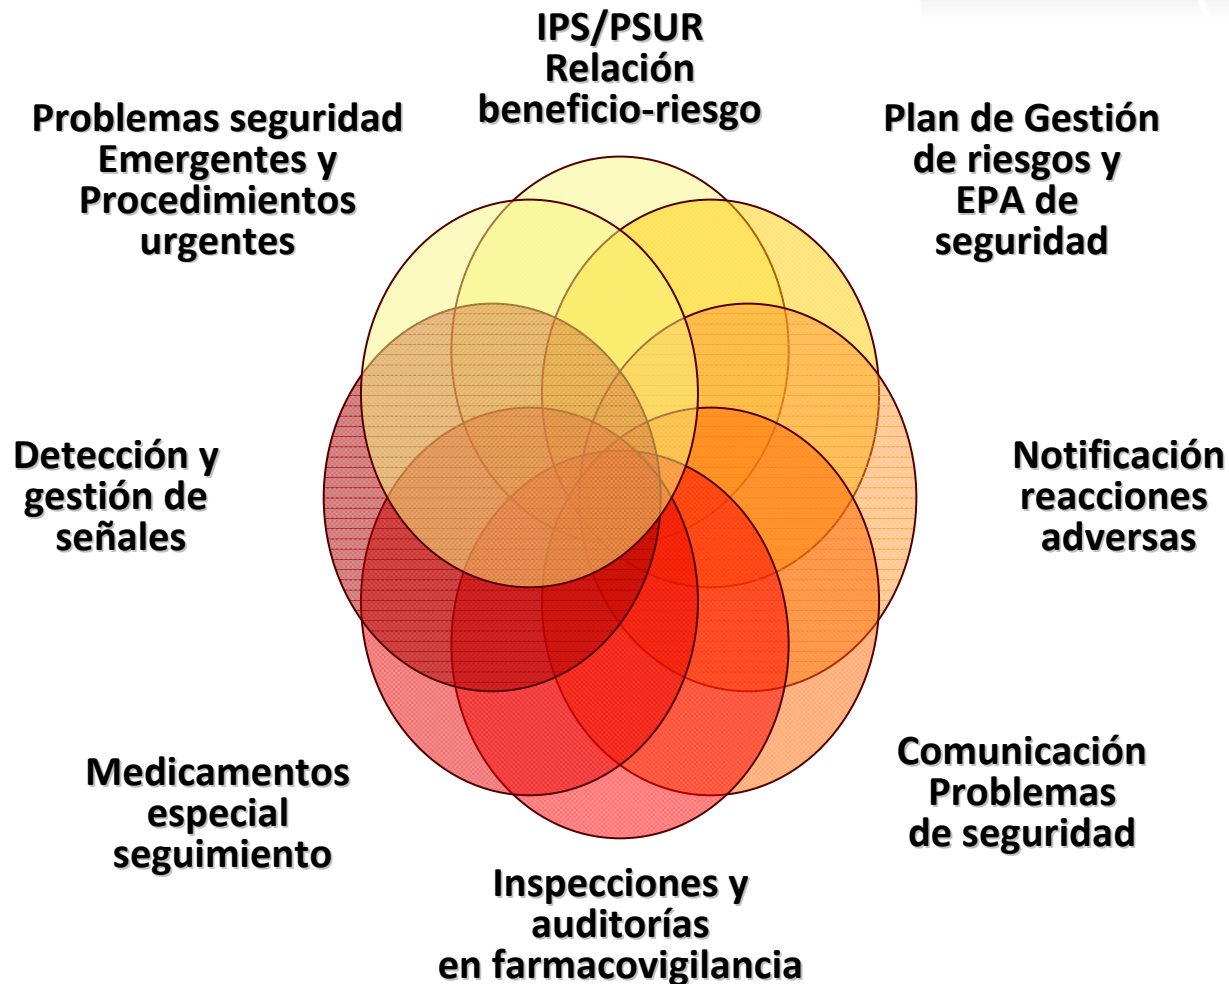 IPS/PSUR
Relación
beneficio-riesgo
Plan de Gestión
de riesgos y
EPA de
seguridad
Notificación
reacciones
adversas
Comunicación
Problemas
de seguridad
Inspecciones y
auditorías
en farmacovigilancia
Medicamentos
especial
seguimiento
Detección y
gestión de
señales
Problemas seguridad
Emergentes y
Procedimientos
urgentes